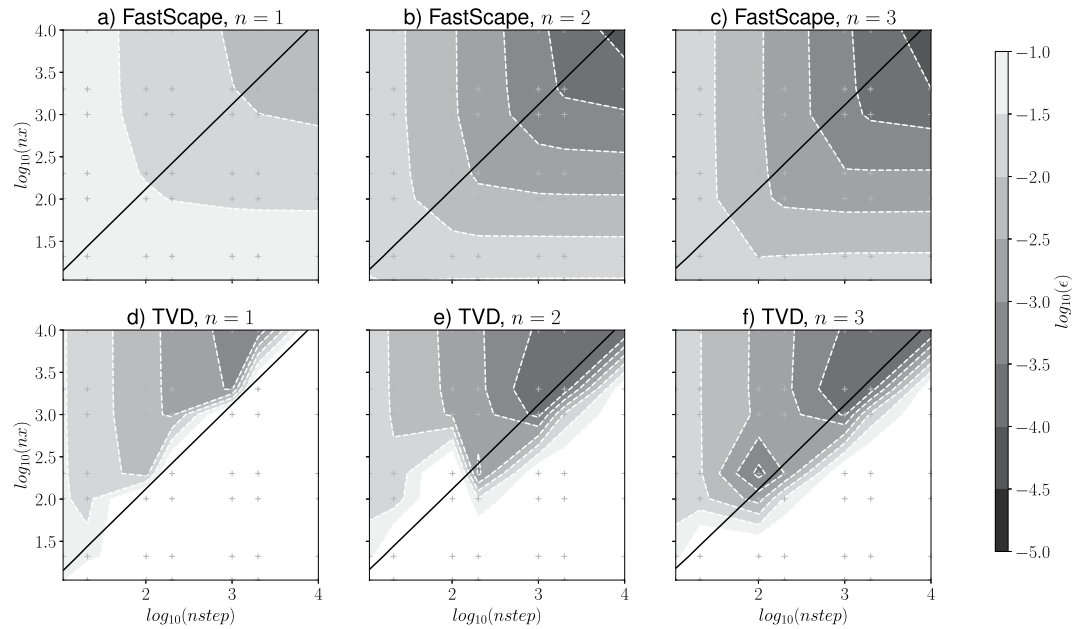 a) FastScape, n = 1
b) FastScape, n = 2
c) FastScape, n = 3
4.0
3.5
3.0
2.5
2.0
1.5
log10(nx)
d) TVD, n = 1
e) TVD, n = 2
f) TVD, n = 3
4.0
3.5
3.0
2.5
2.0
1.5
log10(nx)
2 3 4
2 3 4
2 3 4
log10(nstep)
log10(nstep)
log10(nstep)
−1.0
−1.5
−2.0
−2.5
−3.0
−3.5
−4.0
−4.5
−5.0
log10(ϵ)